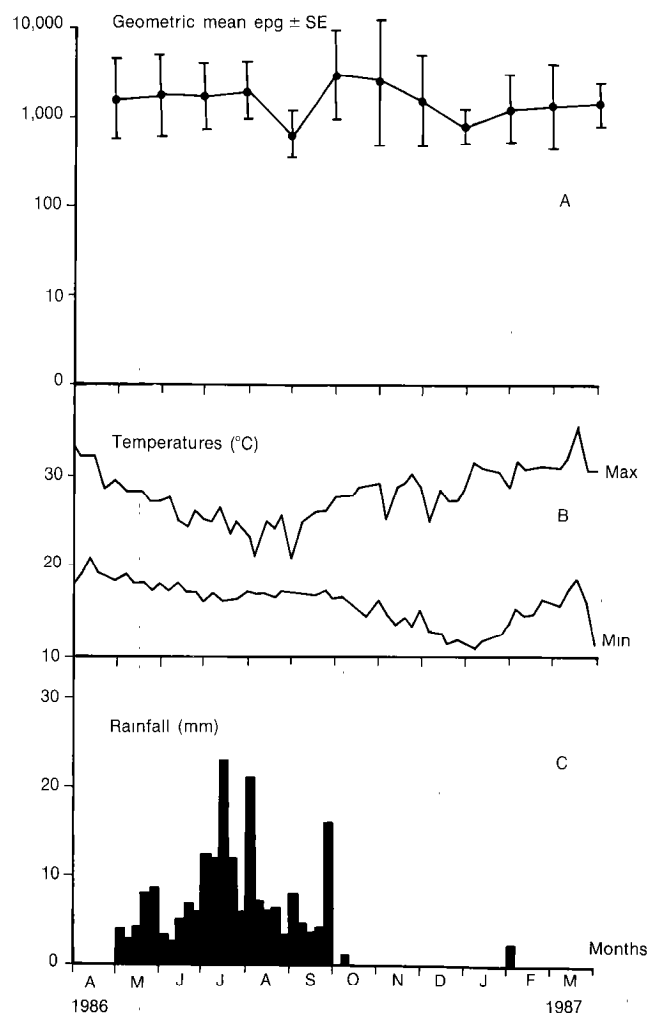 10,000
Geometric mean epg ± SE
1,000
100
A
10
0
Temperatures (°C)
30
Max
B
20
Min
10
30
Rainfall (mm)
C
20
10
Months
0
A M J J A S O N D J F M
1986 1987